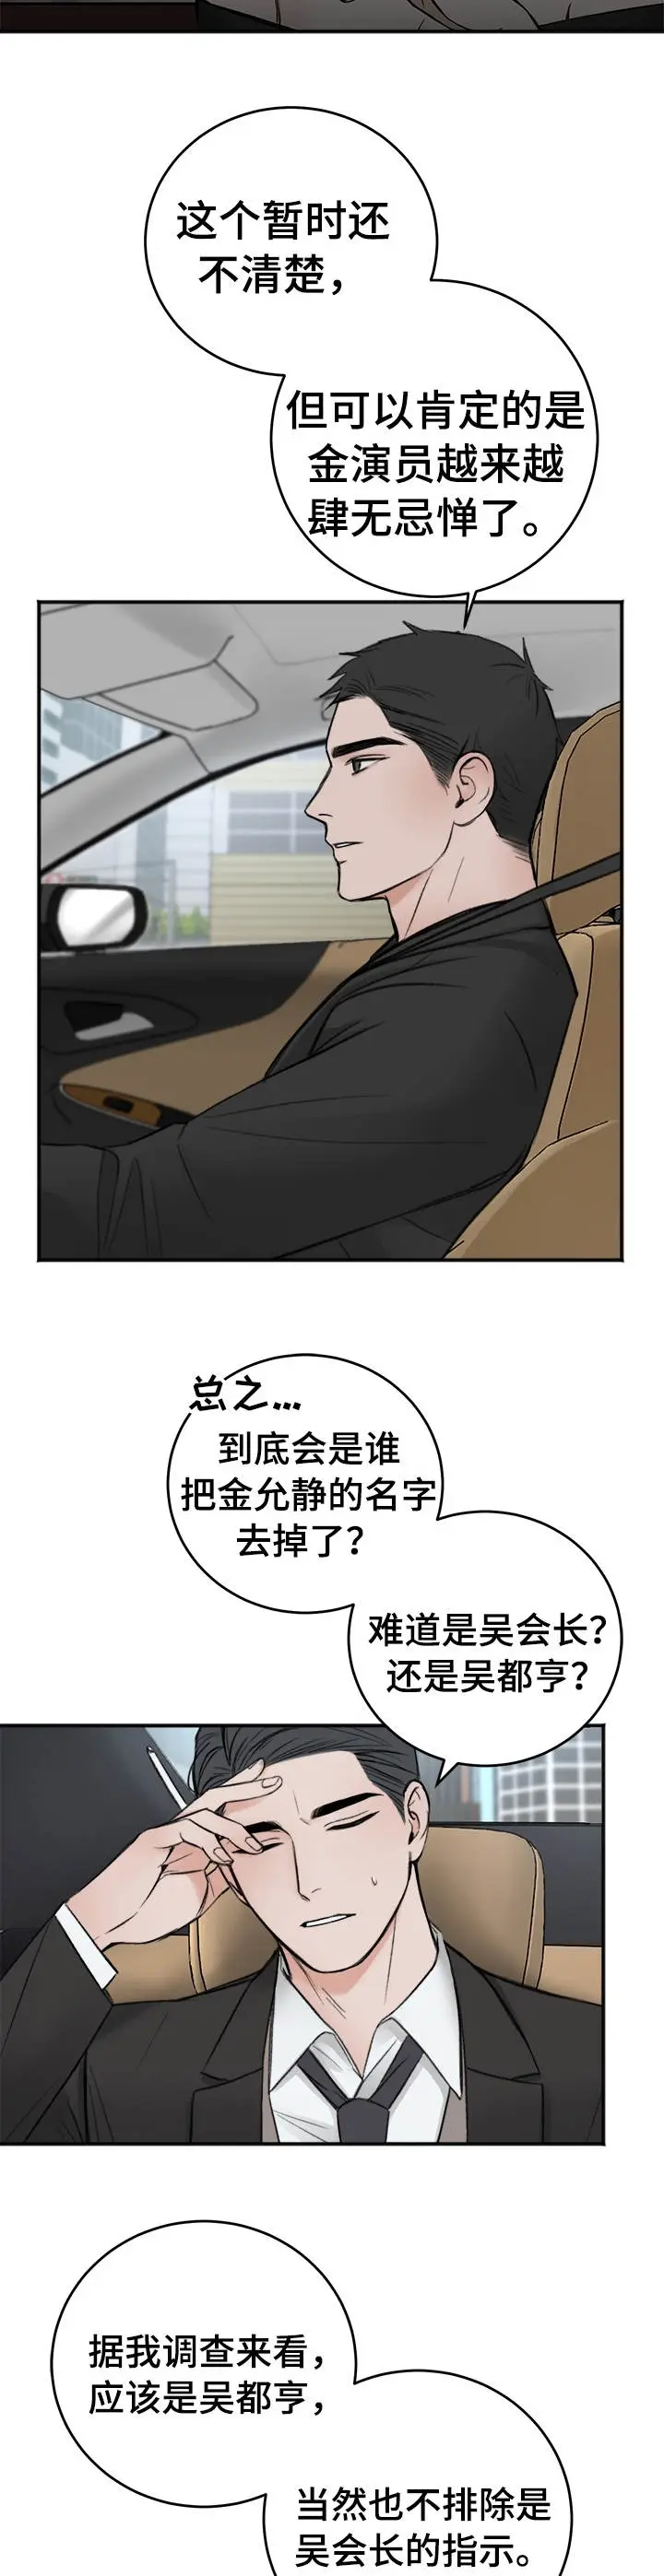 这个暂时还
不清楚，
但可以肯定的是
金演员越来越
肆无忌惮了。
总之...
到底会是谁
把金允静的名字
去掉了？
难道是吴会长？
还是吴都亨？
据我调查来看，
应该是吴都亨，
当然也不排除是
吴会长的指示。